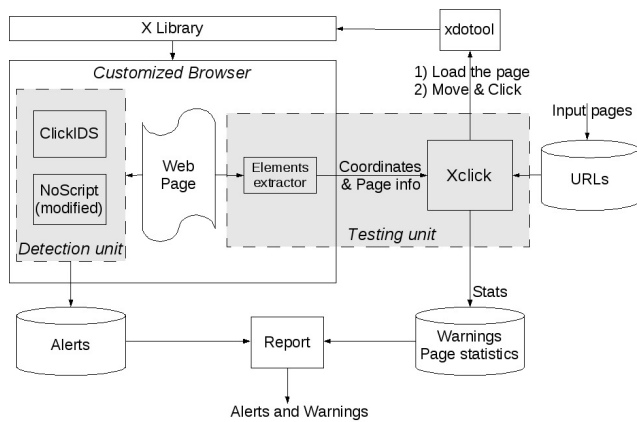 X Library
xdotool
Customized Browser
1) Load the page
2) Move & Click
Input pages
ClickIDS
NoScript
(modified)
Detection unit
Web
Page
Elements
extractor
Coordinates
& Page info
Xclick
URLs
Testing unit
Stats
Alerts
Report
Warnings
Page statistics
Alerts and Warnings